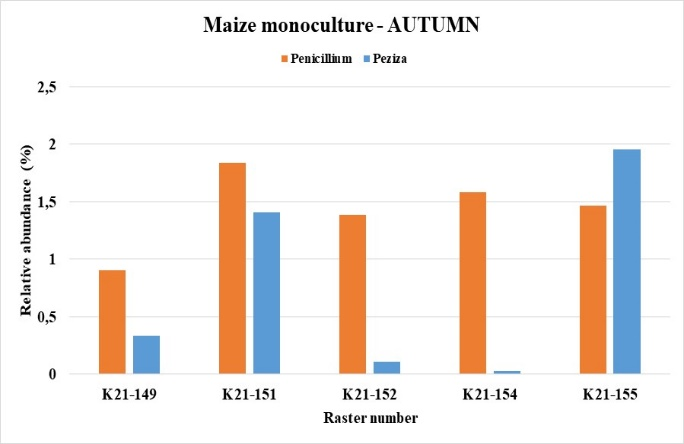 Maize monoculture - AUTUMN
Penicillium Peziza
Relative abundance (%)
2,5
2
1,5
1
0,5
0
K21-149 K21-151 K21-152 K21-154 K21-155
Raster number